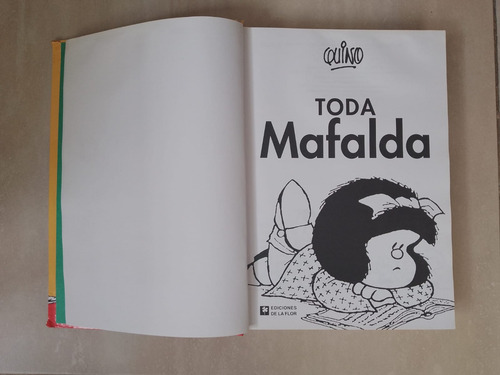 QUINO
TODA
Mafalda
EDICIONES
DE LA FLOR